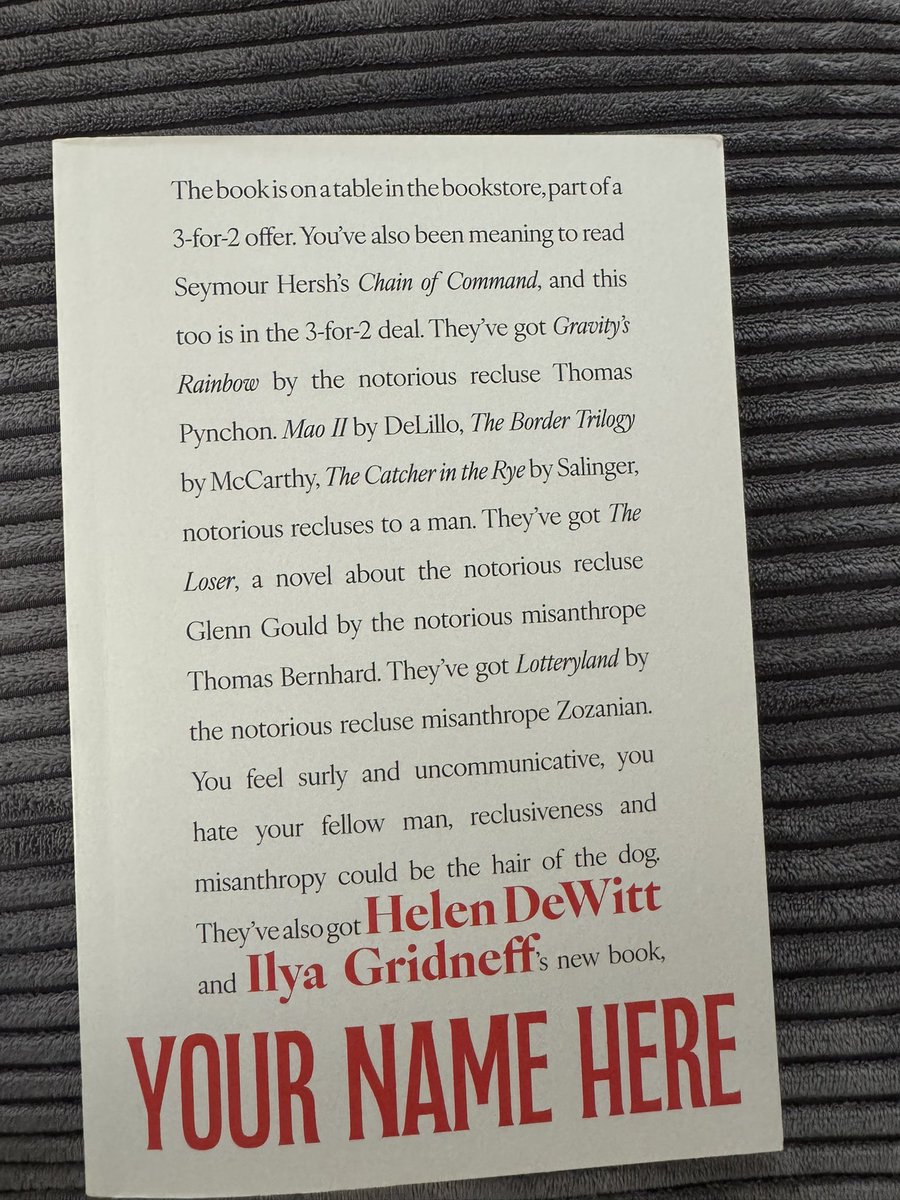 The book is on a table in the bookstore, part of a
3-for-2 offer. You’ve also been meaning to read
Seymour Hersh’s Chain of Command, and this
too is in the 3-for-2 deal. They’ve got Gravity’s
Rainbow by the notorious recluse Thomas
Pynchon. Mao II by DeLillo, The Border Trilogy
by McCarthy, The Catcher in the Rye by Salinger,
notorious recluses to a man. They’ve got The
Loser, a novel about the notorious recluse
Glenn Gould by the notorious misanthrope
Thomas Bernhard. They’ve got Lotteryland by
the notorious recluse misanthrope Zozanian.
You feel surly and uncommunicative, you
hate your fellow man, reclusiveness and
misanthropy could be the hair of the dog.
They’ve also got Helen DeWitt
and Ilya Gridneff’s new book,
YOUR NAME HERE